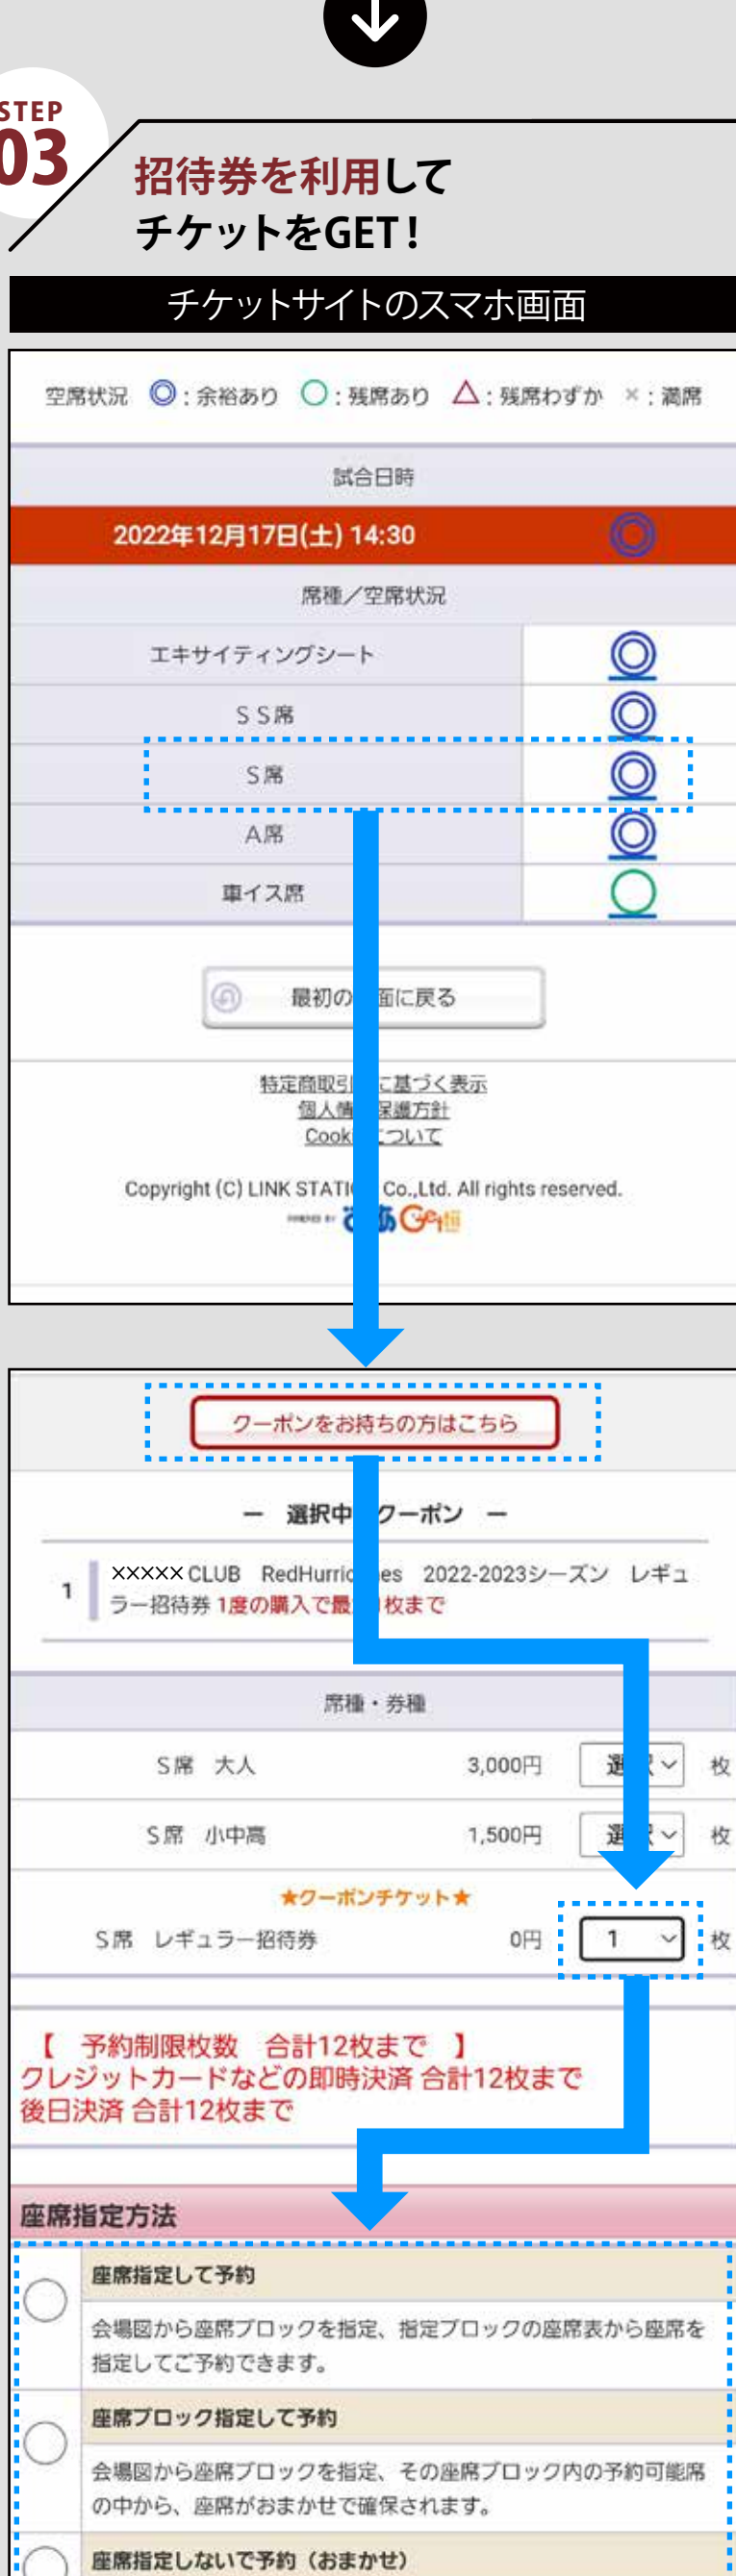 STEP
03
招待券を利用して
チケットをGET!
チケットサイトのスマホ画面
空席状況 ◎:余裕あり ○:残席あり △:残席わずか ×:満席
試合日時
2022年12月17日(土) 14:30 ◎
席種／空席状況
エキサイティングシート ◎
SS席 ◎
S席 ◎
A席 ◎
車イス席 ○
最初の 面に戻る
特定商取引 に基づく表示
個人情 保護方針
Cooki について
Copyright (C) LINK STATI Co.,Ltd. All rights reserved.
POWERED BY ぴあ Gettii
クーポンをお持ちの方はこちら
ー 選択中 クーポン ー
1 ×××××CLUB RedHurric es 2022-2023シーズン レギュ
ラー招待券 1度の購入で最 枚まで
席種・券種
S席 大人 3,000円 選択 枚
S席 小中高 1,500円 選択 枚
★クーポンチケット★
S席 レギュラー招待券 0円 1 枚
【 予約制限枚数 合計12枚まで 】
クレジットカードなどの即時決済 合計12枚まで
後日決済 合計12枚まで
座席指定方法
座席指定して予約
会場図から座席ブロックを指定、指定ブロックの座席表から座席を
指定してご予約できます。
座席ブロック指定して予約
会場図から座席ブロックを指定、その座席ブロック内の予約可能席
の中から、座席がおまかせで確保されます。
座席指定しないで予約（おまかせ）